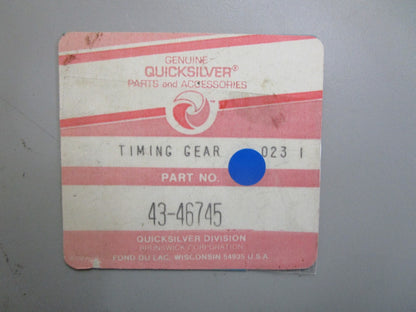 GENUINE
QUICKSILVER®
PARTS and ACCESSORIES
TIMING GEAR 023 1
PART NO.
43-46745
QUICKSILVER DIVISION
BRUNSWICK CORPORATION
FOND DU LAC, WISCONSIN 54935 U.S.A.